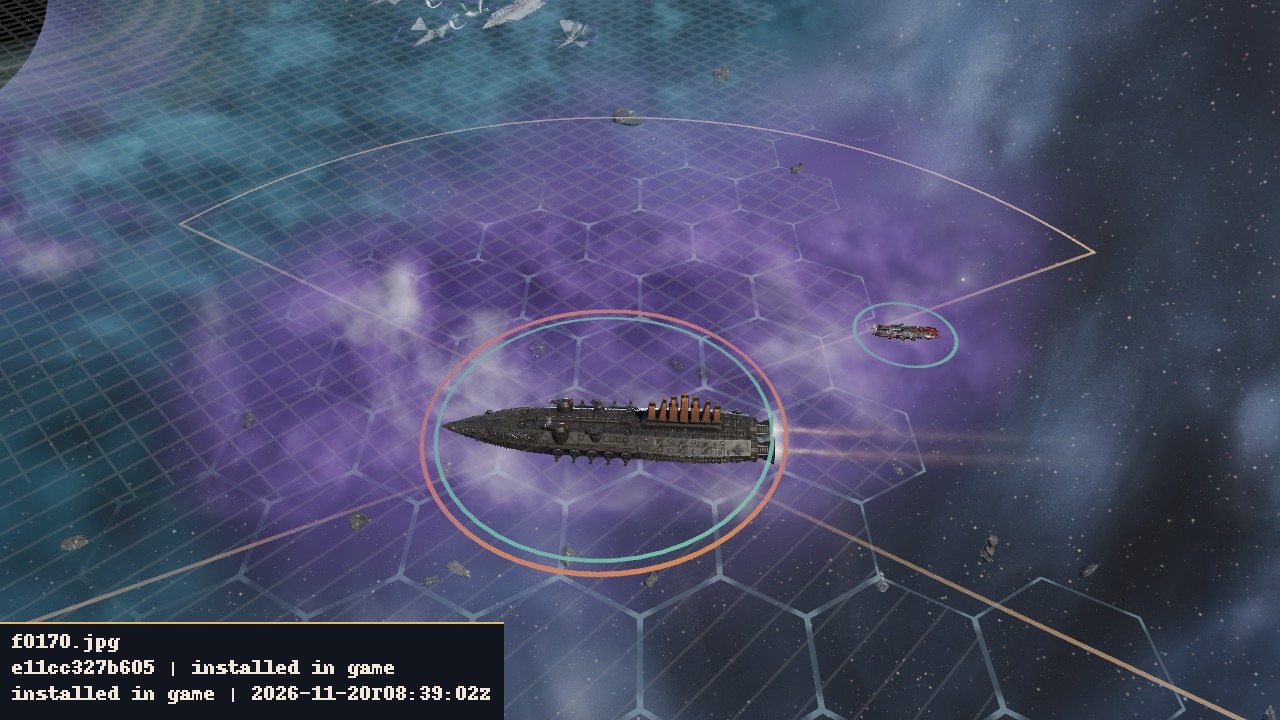 f0170.jpg
e11cc327b605 | installed in game
installed in game | 2026-11-20T08:39:02z